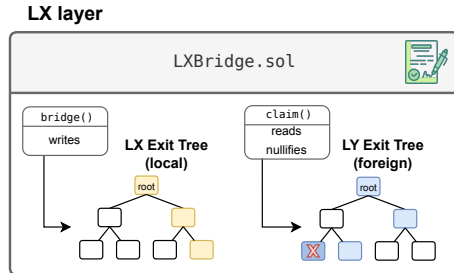 LX layer
LXBridge.sol
bridge()
writes
LX Exit Tree
(local)
root
claim()
reads
nullifies
LY Exit Tree
(foreign)
root
X